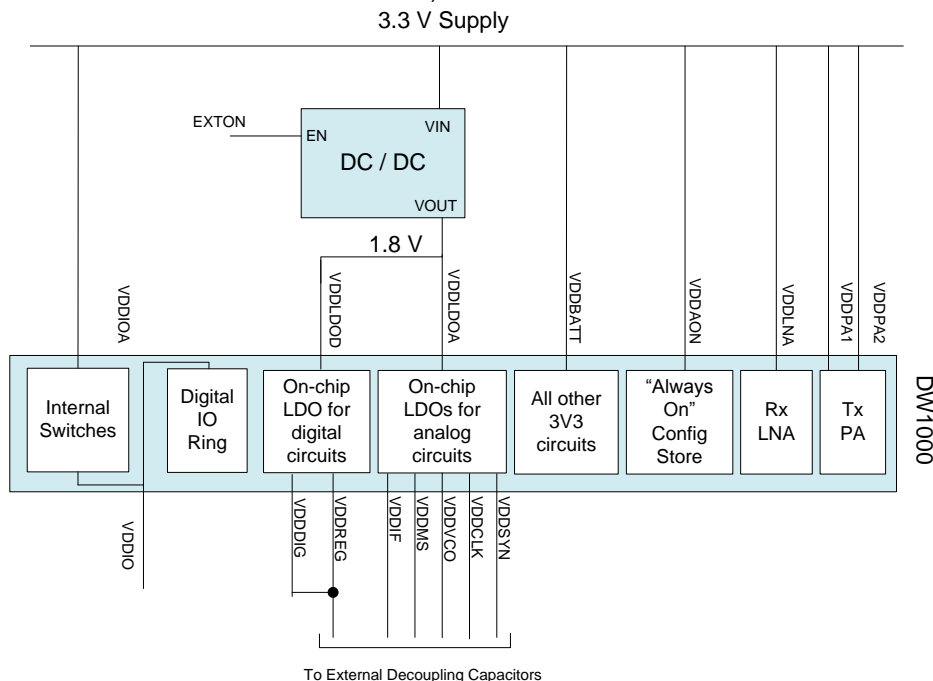 3.3 V Supply
EXTON
EN
VIN
DC / DC
VOUT
1.8 V
VDDIOA
VDDLDOD
VDDLDOA
VDDBATT
VDDAON
VDDLNA
VDDPA1
VDDPA2
Internal
Switches
Digital
IO
Ring
On-chip
LDO for
digital
circuits
On-chip
LDOs for
analog
circuits
All other
3V3
circuits
“Always
On”
Config
Store
Rx
LNA
Tx
PA
DW1000
VDDIO
VDDDIG
VDDREG
VDDIF
VDDMS
VDDVCO
VDDCLK
VDDSYN
To External Decoupling Capacitors